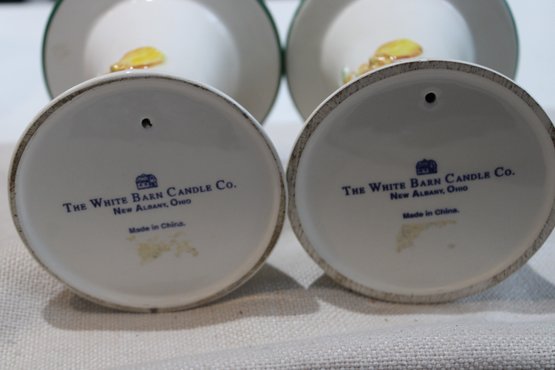 The White Barn Candle Co.
New Albany, Ohio
Made in China.
The White Barn Candle Co.
New Albany, Ohio
Made in China.